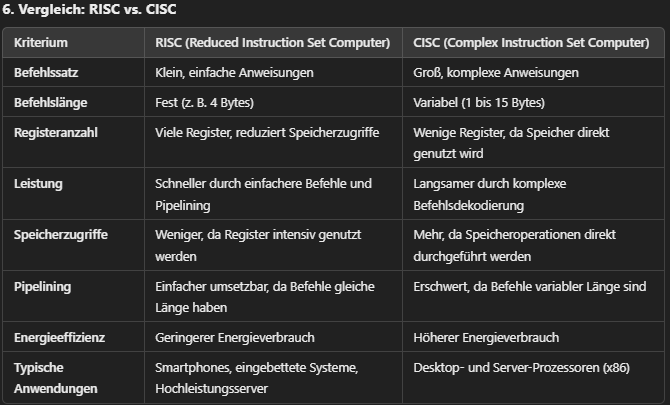 6. Vergleich: RISC vs. CISC
Kriterium RISC (Reduced Instruction Set Computer) CISC (Complex Instruction Set Computer)
Befehlssatz Klein, einfache Anweisungen Groß, komplexe Anweisungen
Befehlslänge Fest (z. B. 4 Bytes) Variabel (1 bis 15 Bytes)
Registeranzahl Viele Register, reduziert Speicherzugriffe Wenige Register, da Speicher direkt
genutzt wird
Leistung Schneller durch einfachere Befehle und Langsamer durch komplexe
Pipelining Befehlsdekodierung
Speicherzugriffe Weniger, da Register intensiv genutzt Mehr, da Speicheroperationen direkt
werden durchgeführt werden
Pipelining Einfacher umsetzbar, da Befehle gleiche Erschwert, da Befehle variabler Länge sind
Länge haben
Energieeffizienz Geringerer Energieverbrauch Höherer Energieverbrauch
Typische Smartphones, eingebettete Systeme, Desktop- und Server-Prozessoren (x86)
Anwendungen Hochleistungsserver